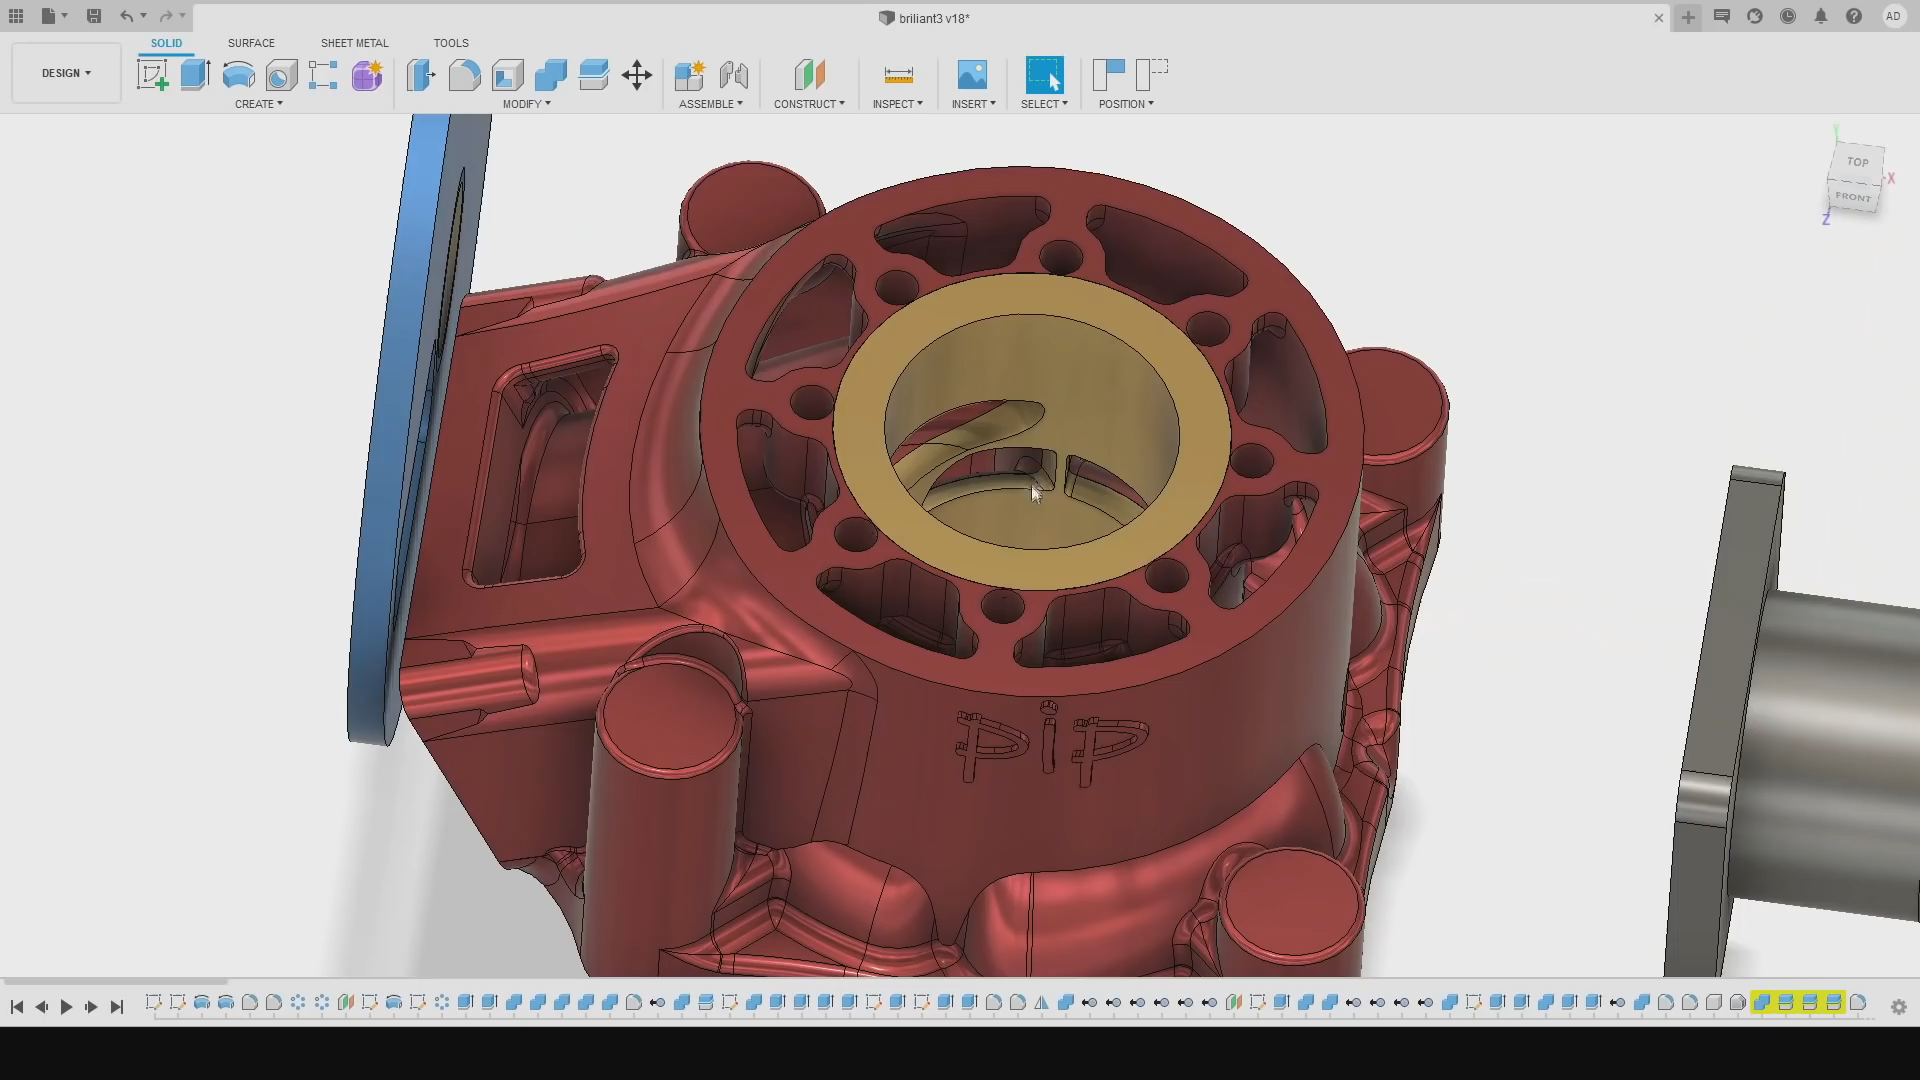 briliant3 v18*
AD
DESIGN
SOLID
SURFACE
SHEET METAL
TOOLS
CREATE
MODIFY
ASSEMBLE
CONSTRUCT
INSPECT
INSERT
SELECT
POSITION
Y
TOP
X
FRONT
Z
PIP